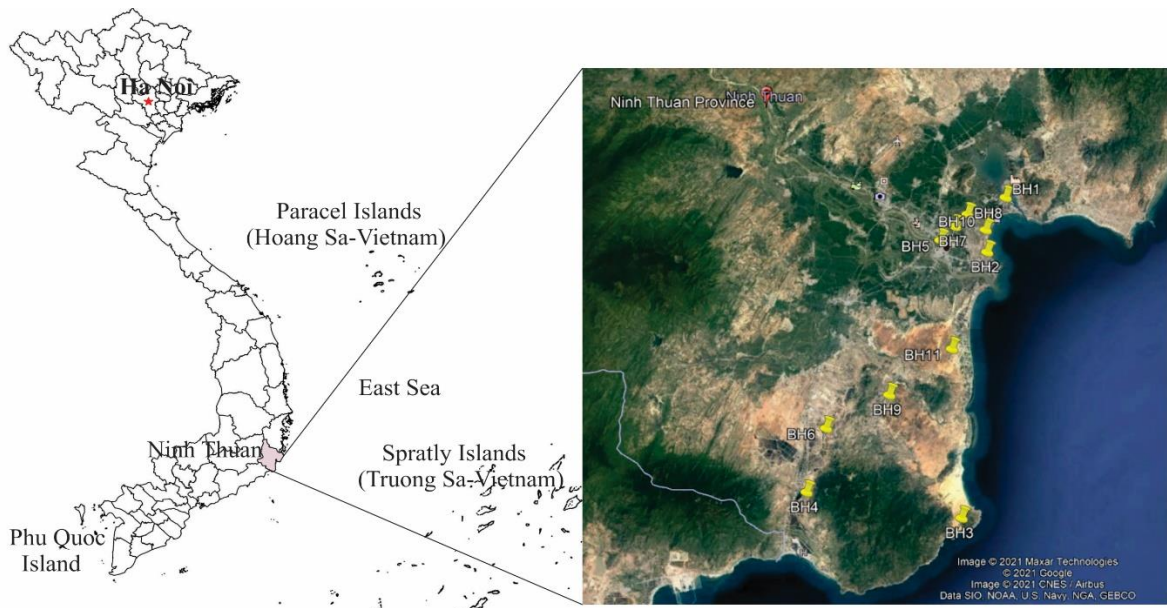 Ha Noi
Paracel Islands
(Hoang Sa-Vietnam)
East Sea
Ninh Thuan
Spratly Islands
(Truong Sa-Vietnam)
Phu Quoc
Island
Ninh Thuan Province
Ninh Thuan
BH1
BH8
BH10
BH7
BH5
BH2
BH11
BH9
BH6
BH4
BH3
Image © 2021 Maxar Technologies
© 2021 Google
Image © 2021 CNES / Airbus
Data SIO, NOAA, U.S. Navy, NGA, GEBCO